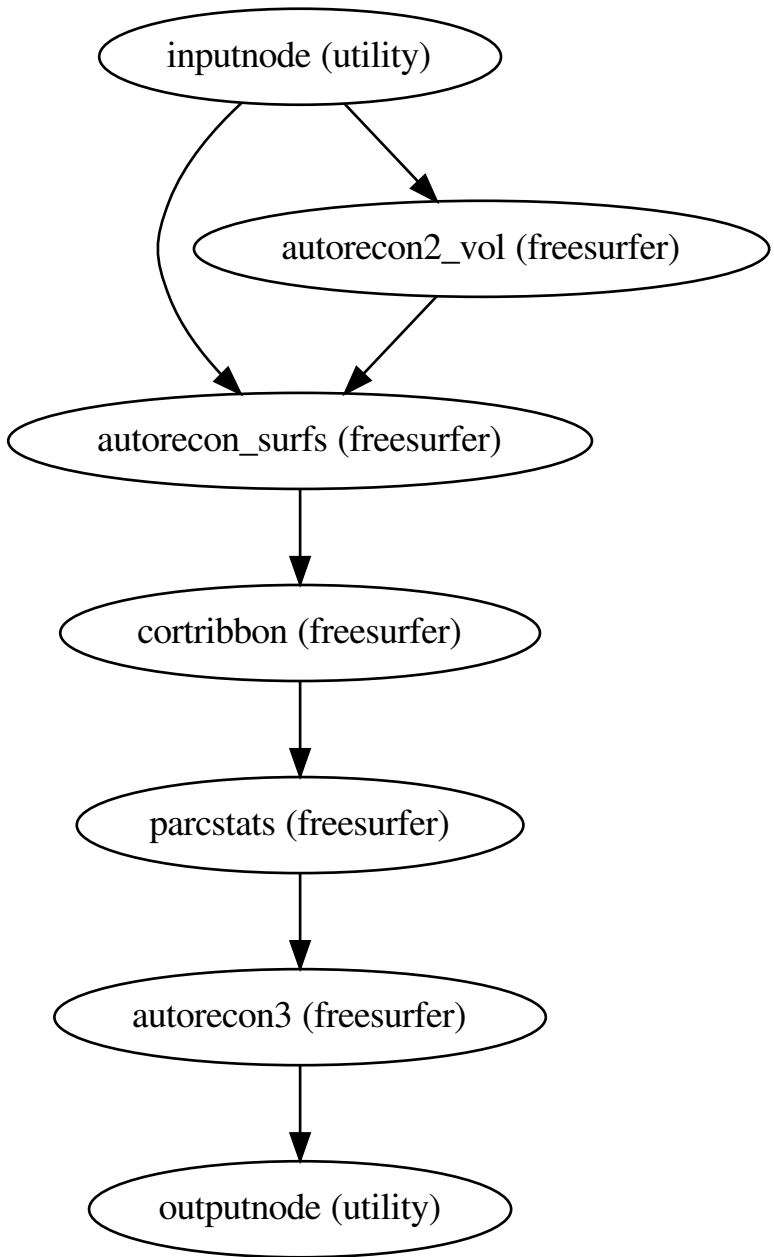 inputnode (utility)
autorecon2_vol (freesurfer)
autorecon_surfs (freesurfer)
cortribbon (freesurfer)
parcstats (freesurfer)
autorecon3 (freesurfer)
outputnode (utility)